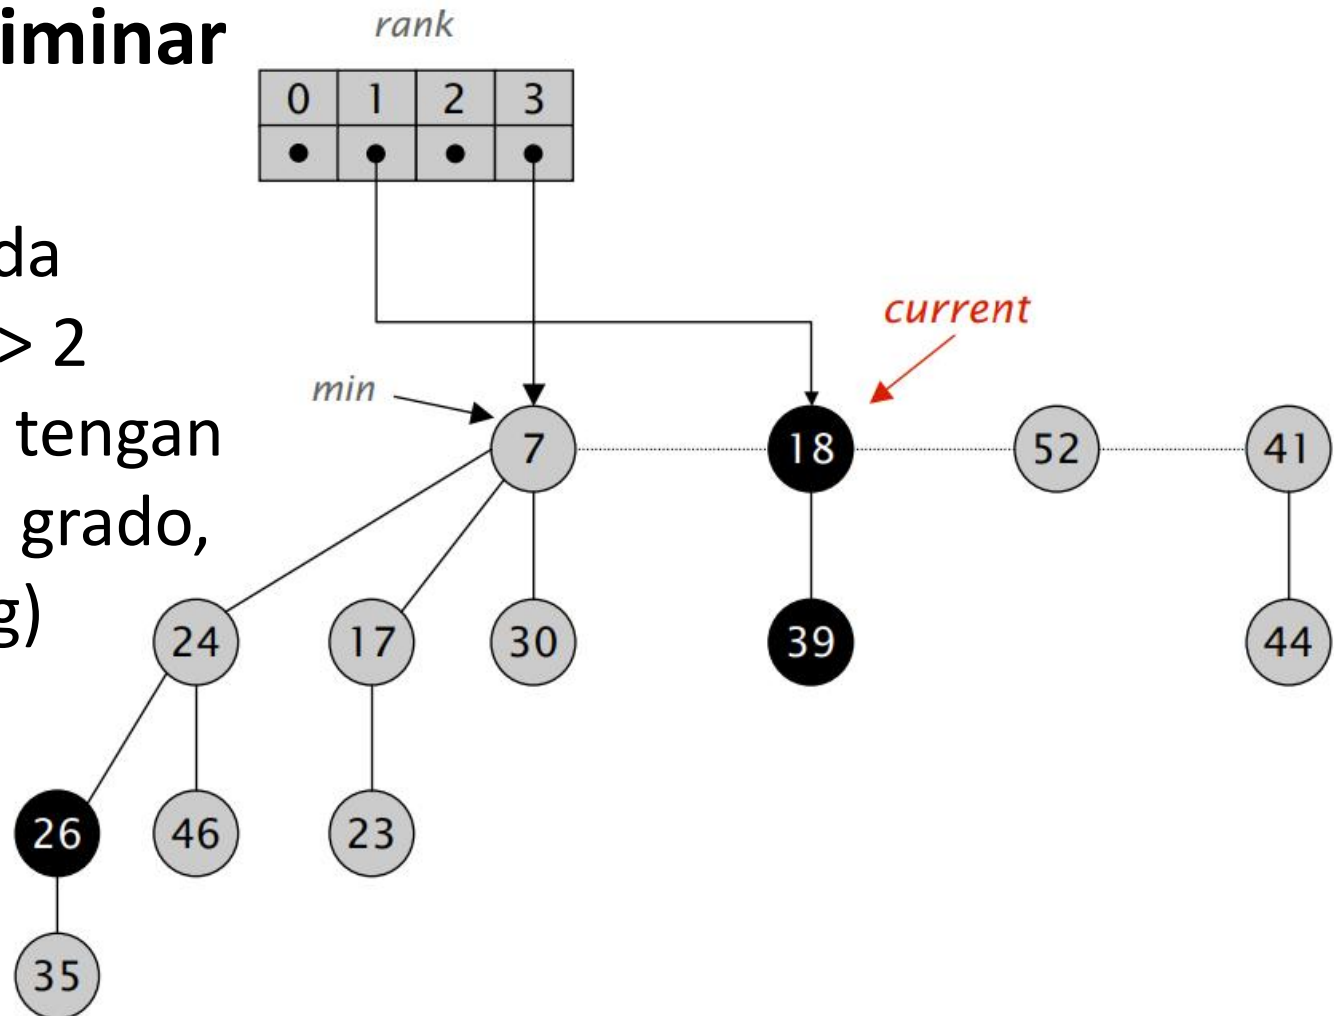 iminar
rank
0 1 2 3
da
> 2
current
min
tengan
7 18 52 41
grado,
g)
24 17 30 39 44
26 46 23
35